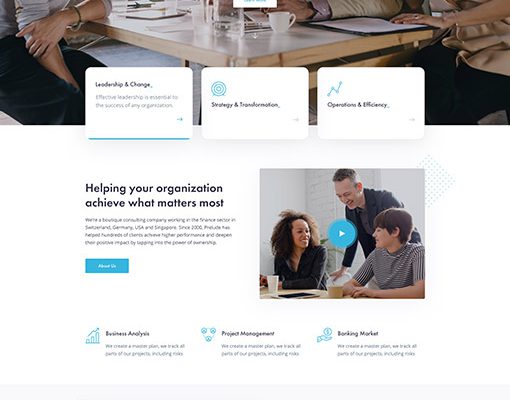 Learn More
Leadership & Change_
Effective leadership is essential to
the success of any organization.
Strategy & Transformation_
Operations & Efficiency_
Helping your organization
achieve what matters most
We're a boutique consulting company working in the finance sector in
Switzerland, Germany, USA and Singapore. Since 2000, Prelude has
helped hundreds of clients achieve higher performance and deepen
their positive impact by tapping into the power of ownership.
About Us
Business Analysis
We create a master plan, we track all
parts of our projects, including risks
Project Management
We create a master plan, we track all
parts of our projects, including risks
Banking Market
We create a master plan, we track all
parts of our projects, including risks